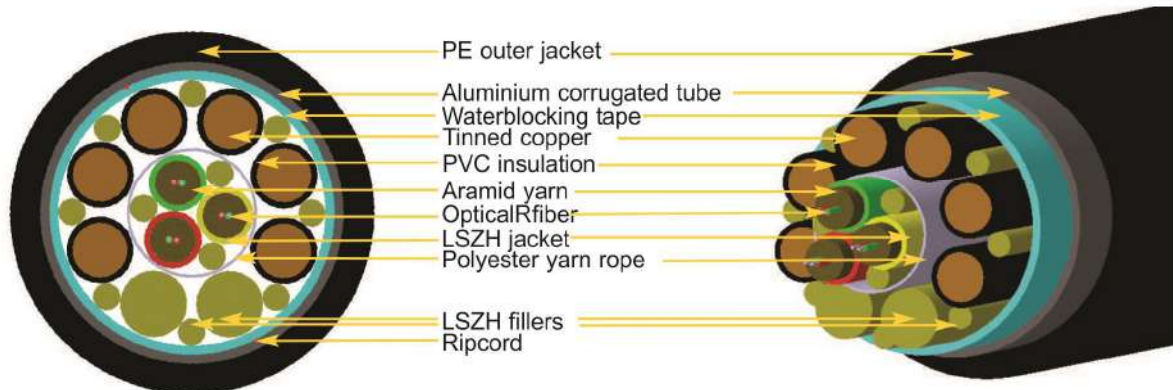 PE outer jacket
Aluminium corrugated tube
Waterblocking tape
Tinned copper
PVC insulation
Aramid yarn
OpticalRfiber
LSZH jacket
Polyester yarn rope
LSZH fillers
Ripcord